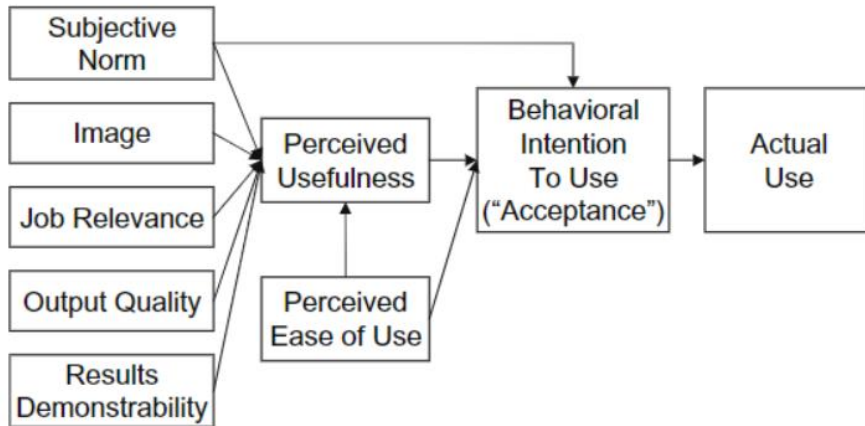 Subjective
Norm
Image
Job Relevance
Output Quality
Results
Demonstrability
Perceived
Usefulness
Perceived
Ease of Use
Behavioral
Intention
To Use
(“Acceptance”)
Actual
Use